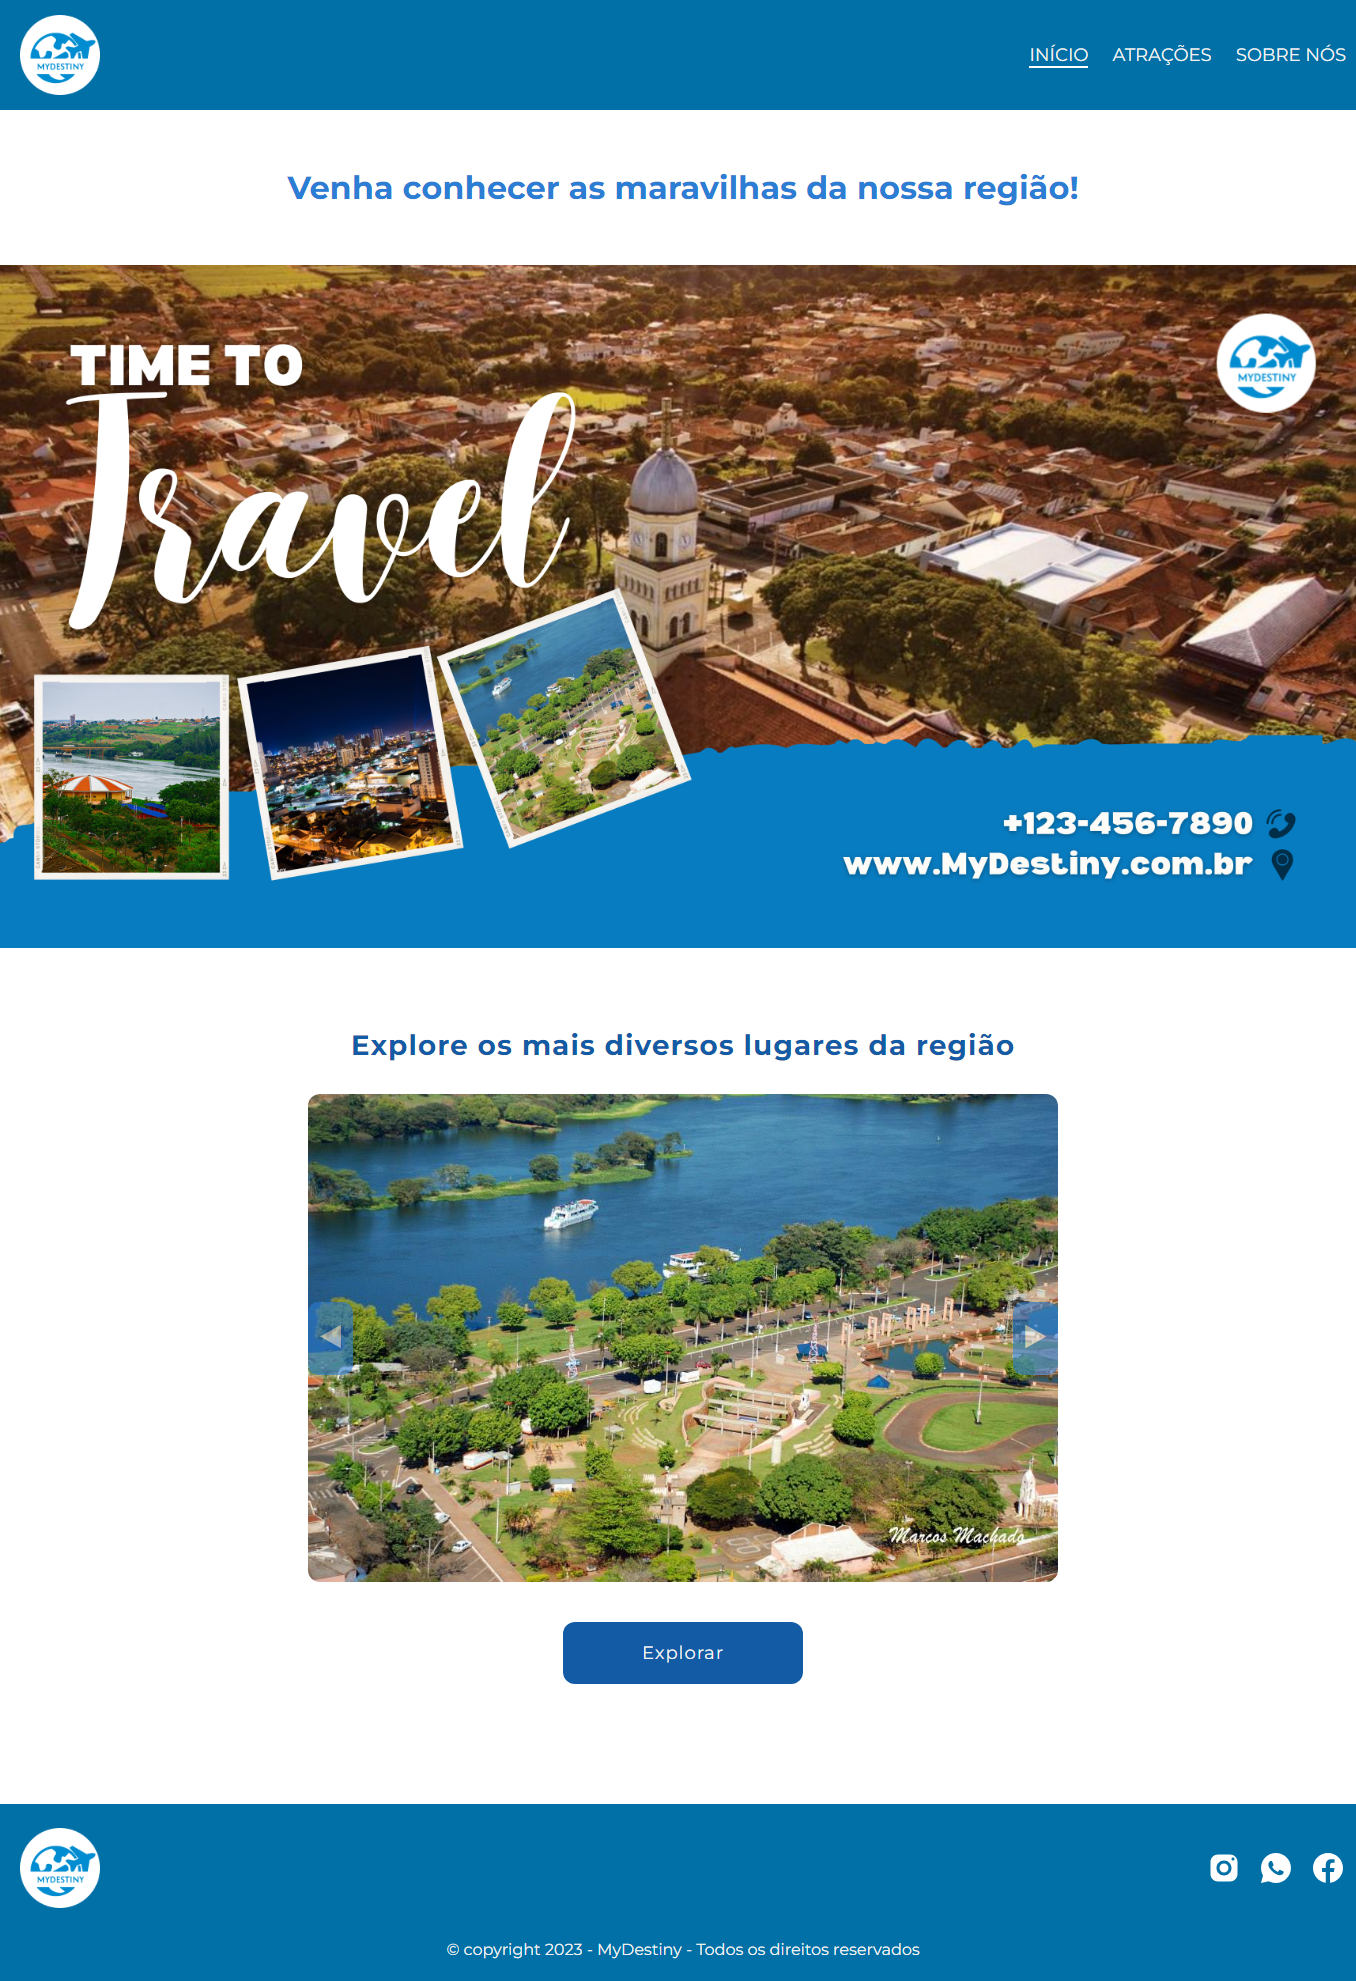 MYDESTINY
INÍCIO ATRAÇÕES SOBRE NÓS
Venha conhecer as maravilhas da nossa região!
TIME TO
Travel
MYDESTINY
+123-456-7890
www.MyDestiny.com.br
Explore os mais diversos lugares da região
Marcos Machado
Explorar
MYDESTINY
© copyright 2023 - MyDestiny - Todos os direitos reservados